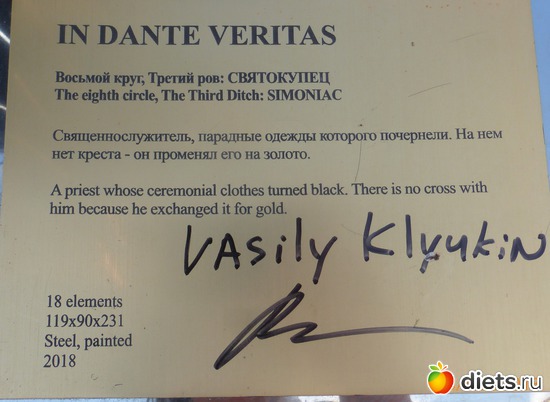 IN DANTE VERITAS
Восьмой круг, Третий ров: СВЯТОКУПЕЦ
The eighth circle, The Third Ditch: SIMONIAC
Священнослужитель, парадные одежды которого почернели. На нем
нет креста - он променял его на золото.
A priest whose ceremonial clothes turned black. There is no cross with
him because he exchanged it for gold.
VASily Klyukin
18 elements
119x90x231
Steel, painted
2018
diets.ru